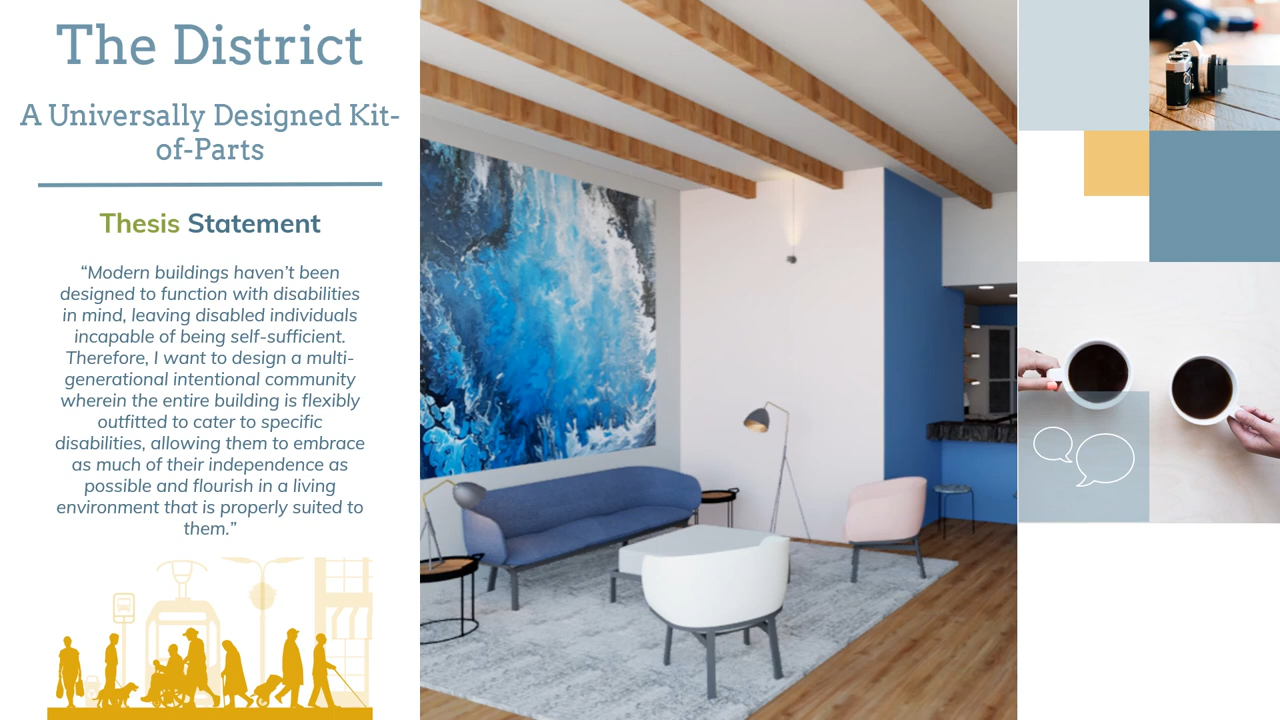 The District
A Universally Designed Kit-
of-Parts
Thesis Statement
“Modern buildings haven’t been
designed to function with disabilities
in mind, leaving disabled individuals
incapable of being self-sufficient.
Therefore, I want to design a multi-
generational intentional community
wherein the entire building is flexibly
outfitted to cater to specific
disabilities, allowing them to embrace
as much of their independence as
possible and flourish in a living
environment that is properly suited to
them.”